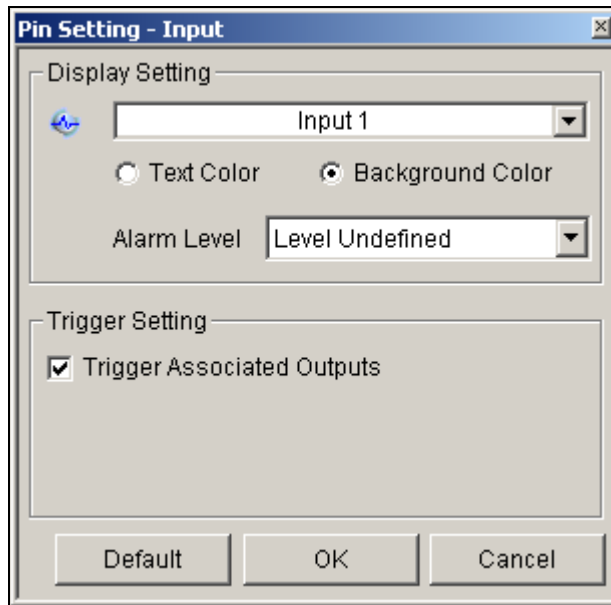 Pin Setting - Input
Display Setting
Input 1
Text Color Background Color
Alarm Level Level Undefined
Trigger Setting
Trigger Associated Outputs
Default OK Cancel